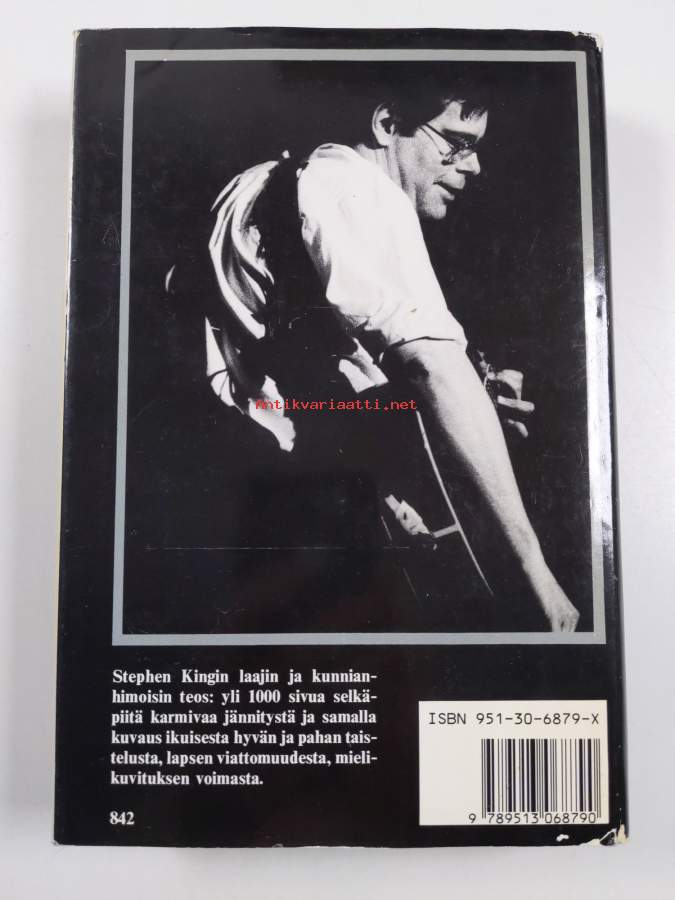 antikvariaatti.net
Stephen Kingin laajin ja kunnian-
himoisin teos: yli 1000 sivua selkä-
piitä karmivaa jännitystä ja samalla
kuvaus ikuisesta hyvän ja pahan tais-
telusta, lapsen viattomuudesta, mieli-
kuvituksen voimasta.
842
ISBN 951-30-6879-X
9 789513 068790